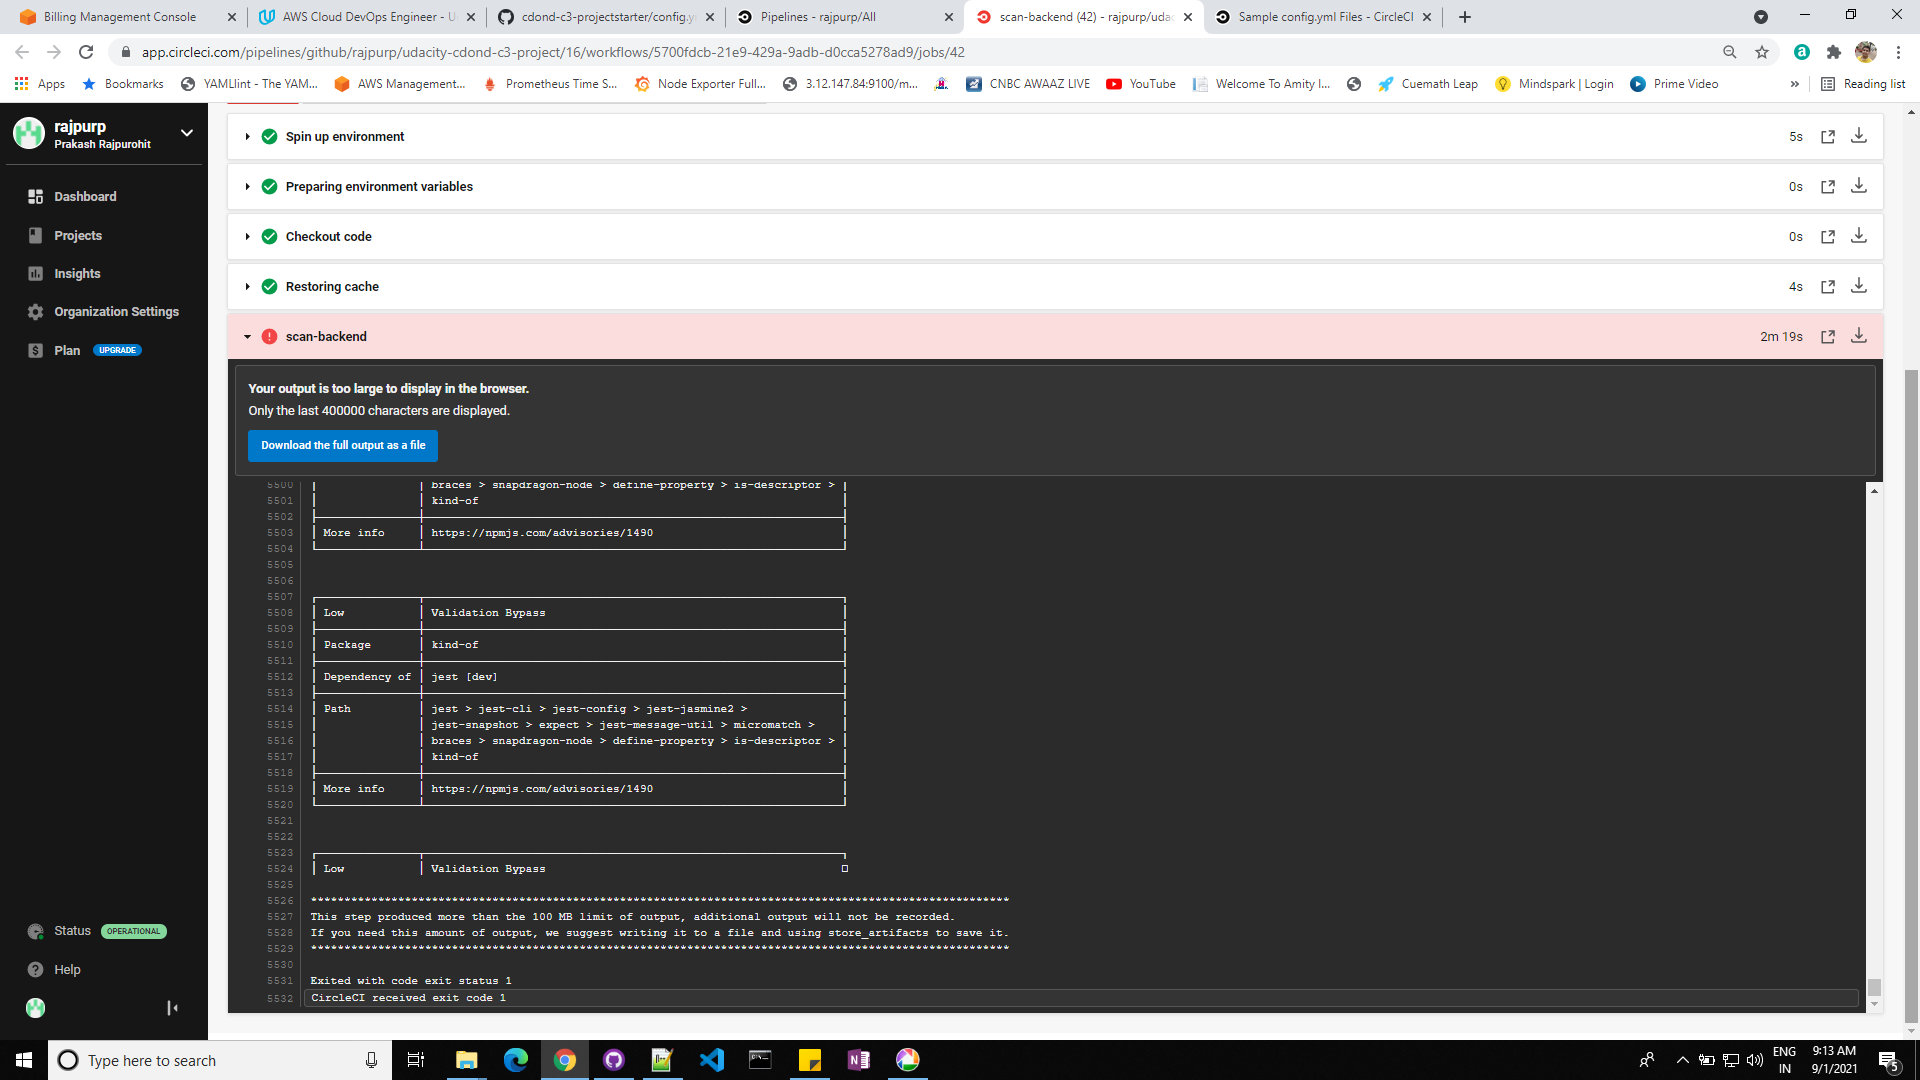 Billing Management Console
AWS Cloud DevOps Engineer - U
cdond-c3-projectstarter/config.y
Pipelines - rajpurp/All
scan-backend (42) - rajpurp/udac
Sample config.yml Files - CircleCI
app.circleci.com/pipelines/github/rajpurp/udacity-cdond-c3-project/16/workflows/5700fdcb-21e9-429a-9adb-d0cca5278ad9/jobs/42
Apps
Bookmarks
YAMLlint - The YAM...
AWS Management...
Prometheus Time S...
Node Exporter Full...
3.12.147.84:9100/m...
CNBC AWAAZ LIVE
YouTube
Welcome To Amity I...
Cuemath Leap
Mindspark | Login
Prime Video
»
Reading list
rajpurp
Prakash Rajpurohit
Dashboard
Projects
Insights
Organization Settings
Plan UPGRADE
Status OPERATIONAL
Help
Spin up environment 5s
Preparing environment variables 0s
Checkout code 0s
Restoring cache 4s
scan-backend 2m 19s
Your output is too large to display in the browser.
Only the last 400000 characters are displayed.
Download the full output as a file
5500 braces > snapdragon-node > define-property > is-descriptor >
5501 kind-of
5502
5503 More info https://npmjs.com/advisories/1490
5504
5505
5506
5507
5508 Low Validation Bypass
5509
5510 Package kind-of
5511
5512 Dependency of jest [dev]
5513
5514 Path jest > jest-cli > jest-config > jest-jasmine2 >
5515 jest-snapshot > expect > jest-message-util > micromatch >
5516 braces > snapdragon-node > define-property > is-descriptor >
5517 kind-of
5518
5519 More info https://npmjs.com/advisories/1490
5520
5521
5522
5523
5524 Low Validation Bypass
5525
5526 ********************************************************************************************************
5527 This step produced more than the 100 MB limit of output, additional output will not be recorded.
5528 If you need this amount of output, we suggest writing it to a file and using store_artifacts to save it.
5529 ********************************************************************************************************
5530
5531 Exited with code exit status 1
5532 CircleCI received exit code 1
Type here to search
ENG
IN
9:13 AM
9/1/2021
5